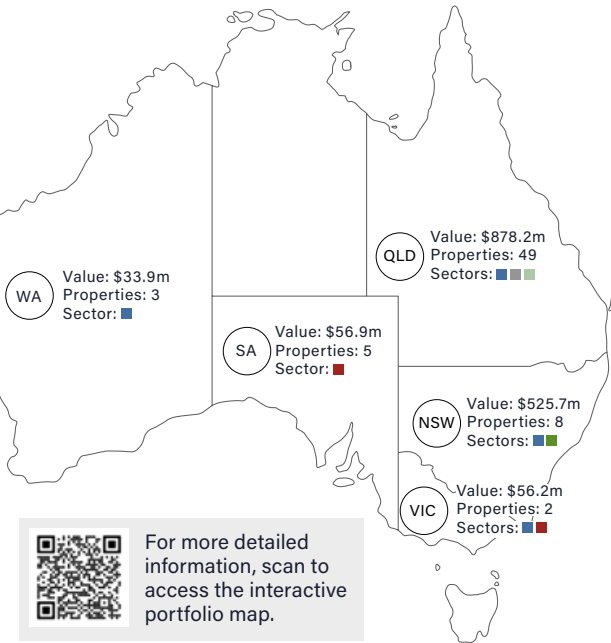 QLD
Value: $878.2m
Properties: 49
Sectors:
WA
Value: $33.9m
Properties: 3
Sector:
SA
Value: $56.9m
Properties: 5
Sector:
NSW
Value: $525.7m
Properties: 8
Sectors:
VIC
Value: $56.2m
Properties: 2
Sectors:
For more detailed
information, scan to
access the interactive
portfolio map.